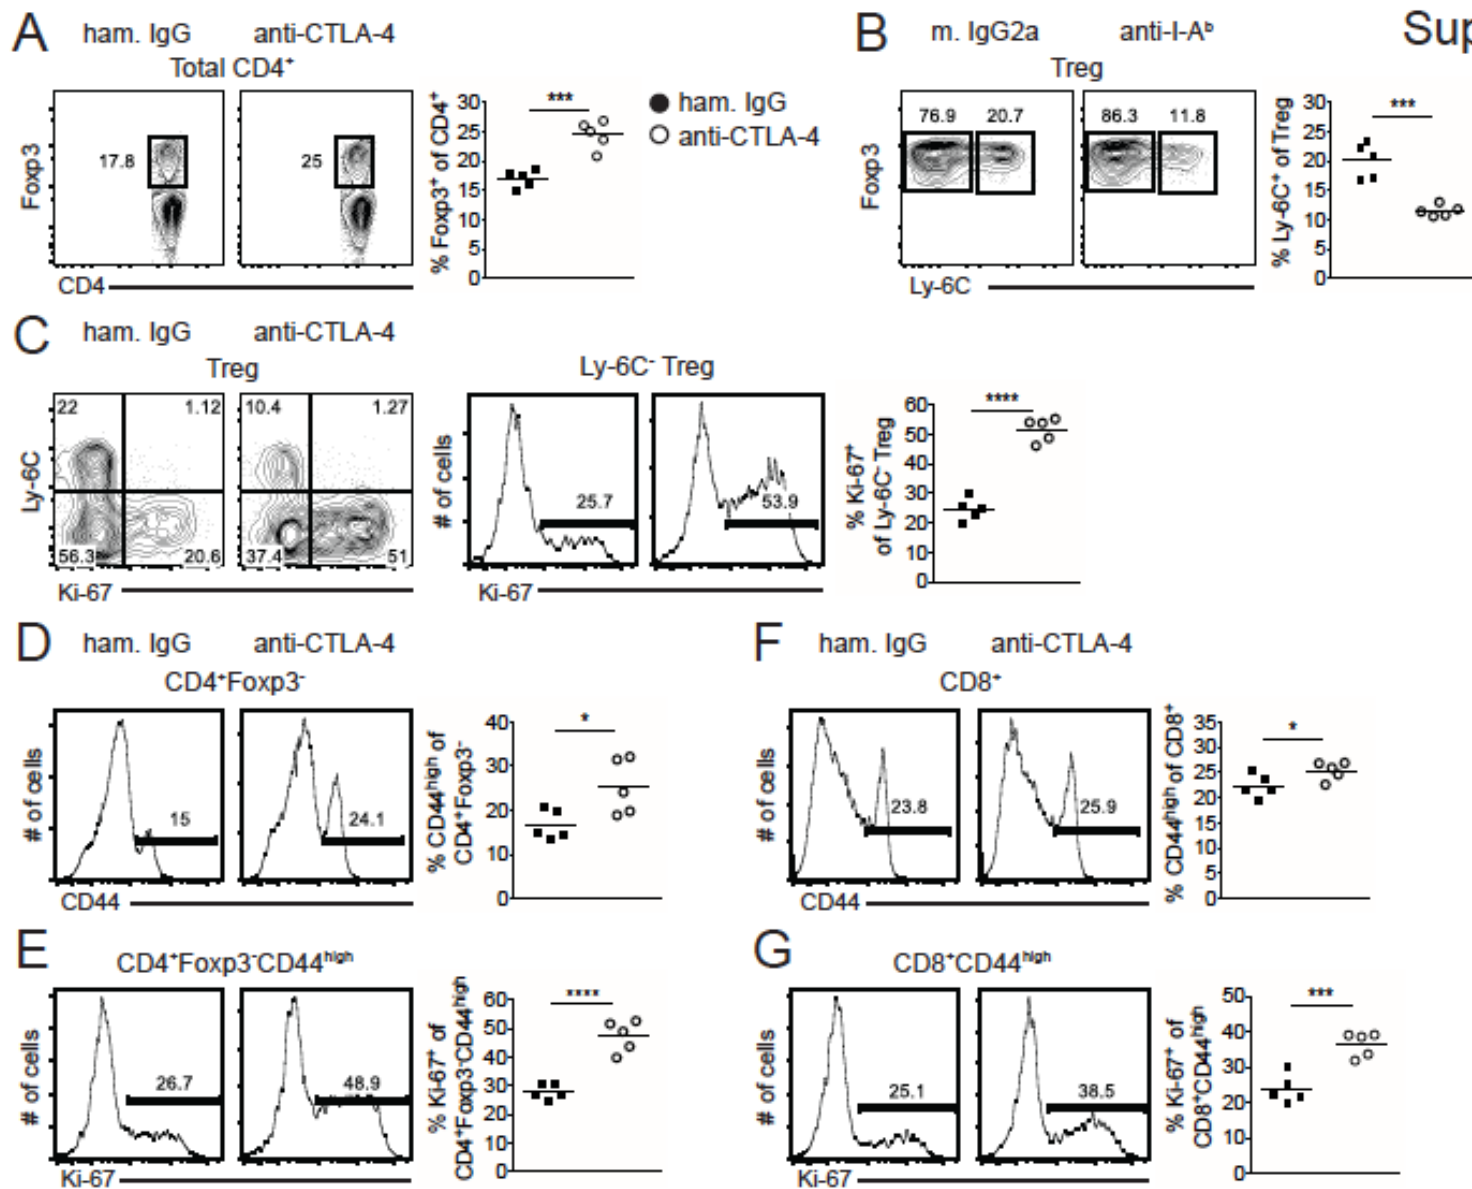 A
ham. IgG
anti-CTLA-4
Total CD4⁺
17.8
25
Foxp3
CD4
% Foxp3⁺ of CD4⁺
30
25
20
15
10
5
0
***
ham. IgG
anti-CTLA-4
B
m. IgG2a
anti-I-Aᵇ
Sup
Treg
76.9
20.7
86.3
11.8
Foxp3
Ly-6C
% Ly-6C⁺ of Treg
30
25
20
15
10
5
0
***
C
ham. IgG
anti-CTLA-4
Treg
22
1.12
10.4
1.27
56.3
20.6
37.4
51
Ly-6C
Ki-67
Ly-6C⁻ Treg
# of cells
25.7
53.9
Ki-67
% Ki-67⁺
of Ly-6C⁻ Treg
60
50
40
30
20
10
0
****
D
ham. IgG
anti-CTLA-4
CD4⁺Foxp3⁻
# of cells
15
24.1
CD44
% CD44ʰⁱᵍʰ of
CD4⁺Foxp3⁻
40
30
20
10
0
*
F
ham. IgG
anti-CTLA-4
CD8⁺
# of cells
23.8
25.9
CD44
% CD44ʰⁱᵍʰ of CD8⁺
35
30
25
20
15
10
5
0
*
E
CD4⁺Foxp3⁻CD44ʰⁱᵍʰ
# of cells
26.7
48.9
Ki-67
% Ki-67⁺ of
CD4⁺Foxp3⁻CD44ʰⁱᵍʰ
60
50
40
30
20
10
0
****
G
CD8⁺CD44ʰⁱᵍʰ
# of cells
25.1
38.5
Ki-67
% Ki-67⁺ of
CD8⁺CD44ʰⁱᵍʰ
50
40
30
20
10
0
***